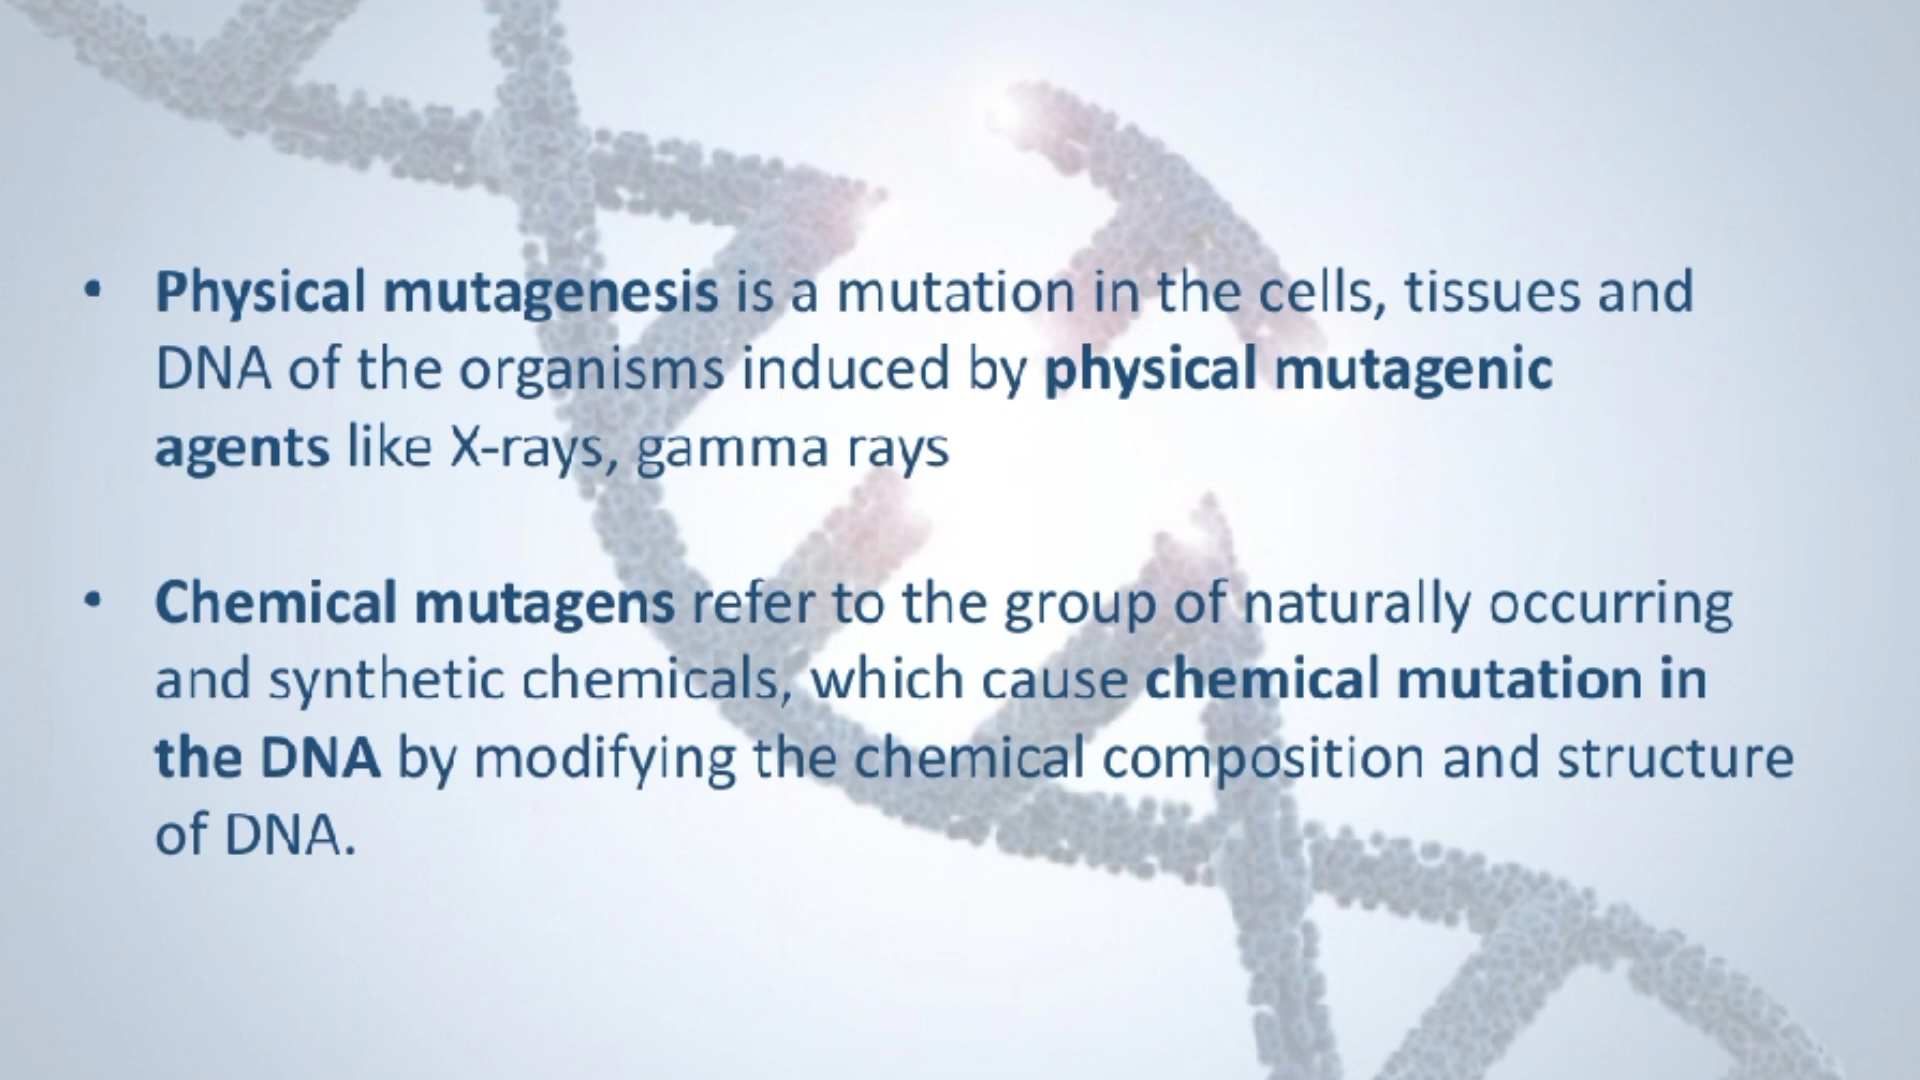 • Physical mutagenesis is a mutation in the cells, tissues and
DNA of the organisms induced by physical mutagenic
agents like X-rays, gamma rays
• Chemical mutagens refer to the group of naturally occurring
and synthetic chemicals, which cause chemical mutation in
the DNA by modifying the chemical composition and structure
of DNA.